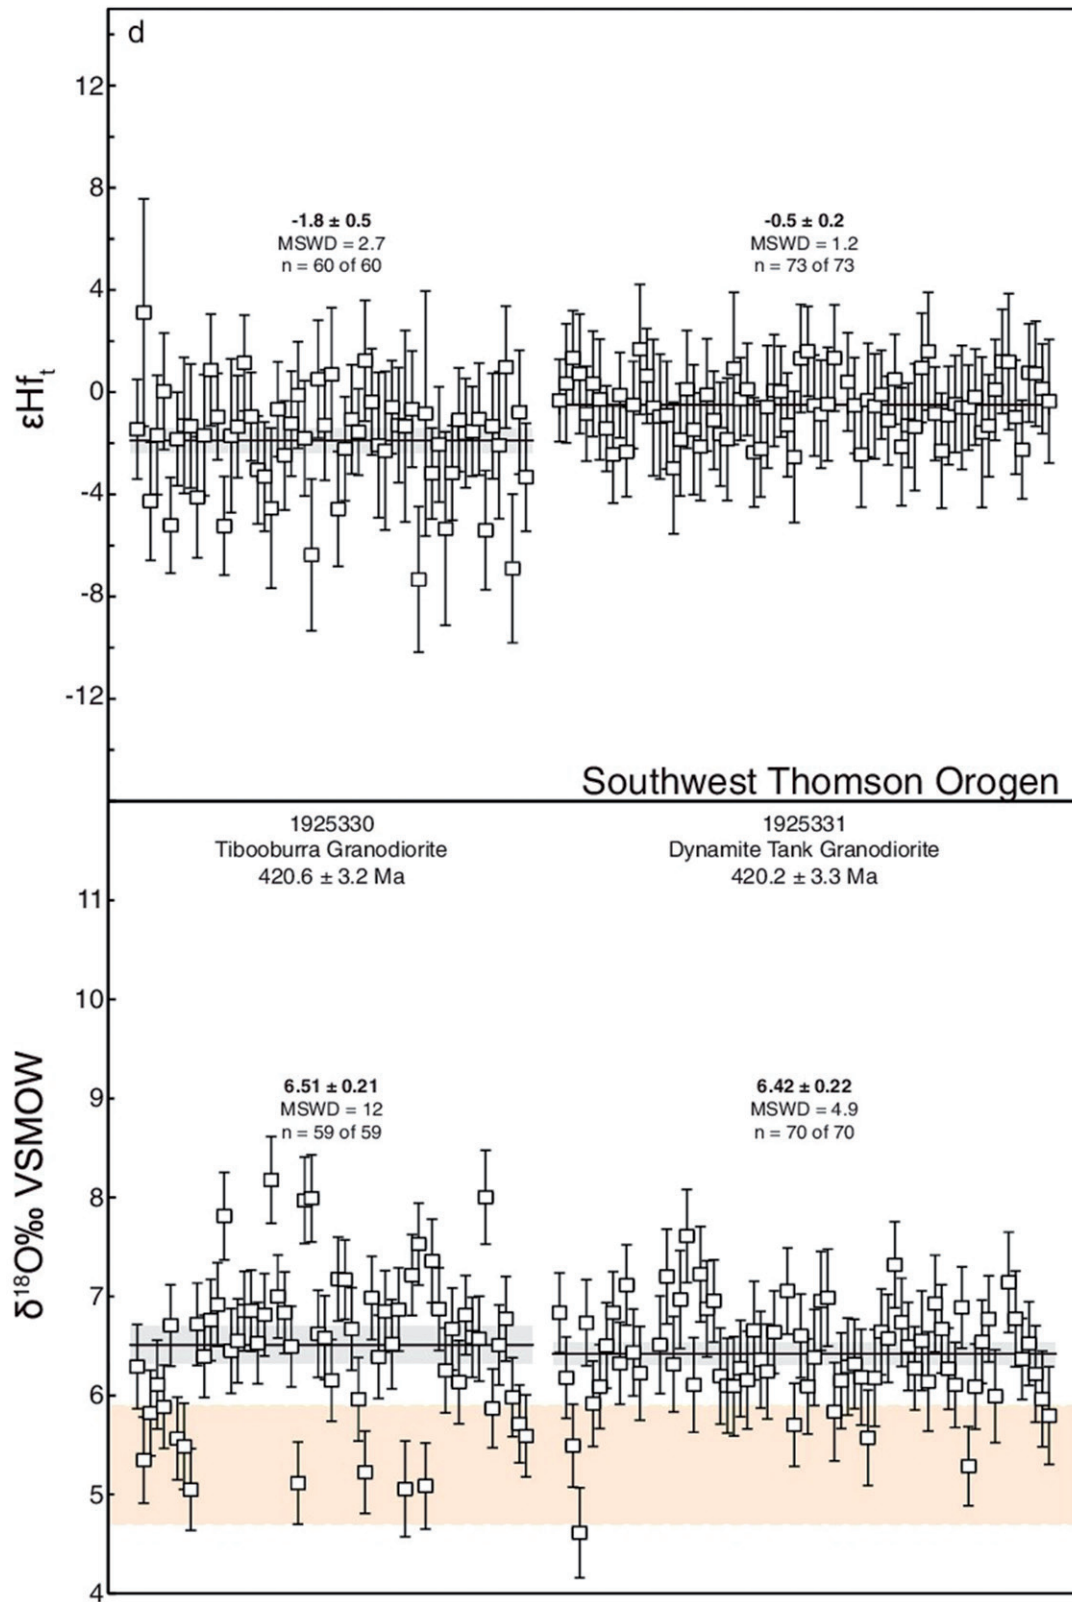 d
12
8
4
0
-4
-8
-12
εHfₜ
-1.8 ± 0.5
MSWD = 2.7
n = 60 of 60
-0.5 ± 0.2
MSWD = 1.2
n = 73 of 73
Southwest Thomson Orogen
1925330
Tibooburra Granodiorite
420.6 ± 3.2 Ma
1925331
Dynamite Tank Granodiorite
420.2 ± 3.3 Ma
11
10
9
8
7
6
5
4
δ¹⁸O‰ VSMOW
6.51 ± 0.21
MSWD = 12
n = 59 of 59
6.42 ± 0.22
MSWD = 4.9
n = 70 of 70